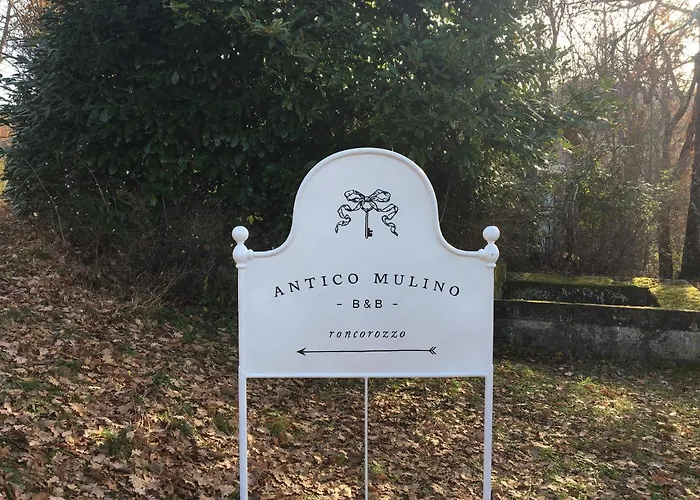 ANTICO MULINO
- B&B -
roncorozzo